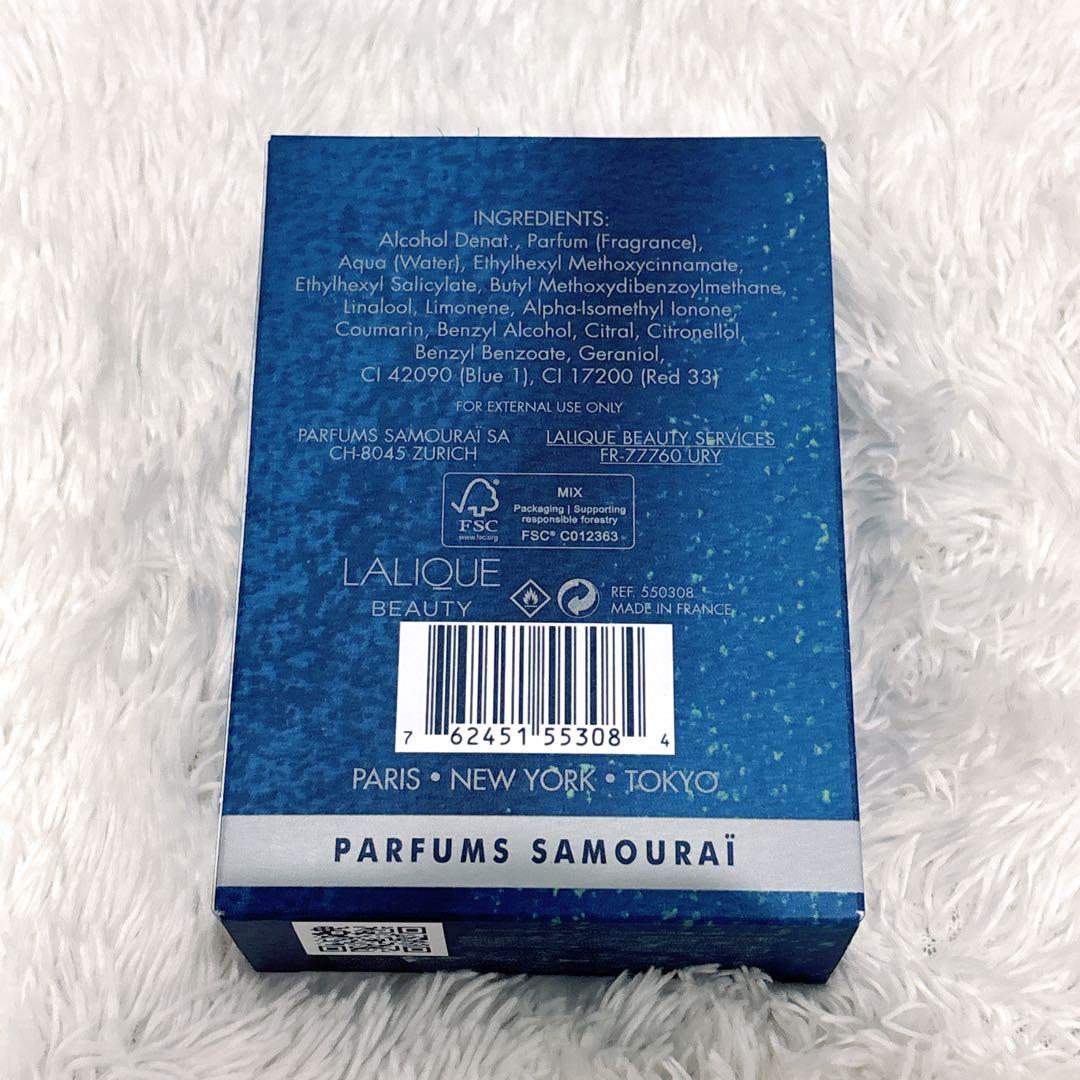 INGREDIENTS:
Alcohol Denat., Parfum (Fragrance),
Aqua (Water), Ethylhexyl Methoxycinnamate,
Ethylhexyl Salicylate, Butyl Methoxydibenzoylmethane,
Linalool, Limonene, Alpha-Isomethyl Ionone,
Coumarin, Benzyl Alcohol, Citral, Citronellol,
Benzyl Benzoate, Geraniol,
CI 42090 (Blue 1), CI 17200 (Red 33)
FOR EXTERNAL USE ONLY
PARFUMS SAMOURAÏ SA
CH-8045 ZURICH
LALIQUE BEAUTY SERVICES
FR-77760 URY
FSC
www.fsc.org
MIX
Packaging | Supporting
responsible forestry
FSC® C012363
LALIQUE
BEAUTY
REF. 550308
MADE IN FRANCE
7 62451 55308 4
PARIS • NEW YORK • TOKYO
PARFUMS SAMOURAÏ